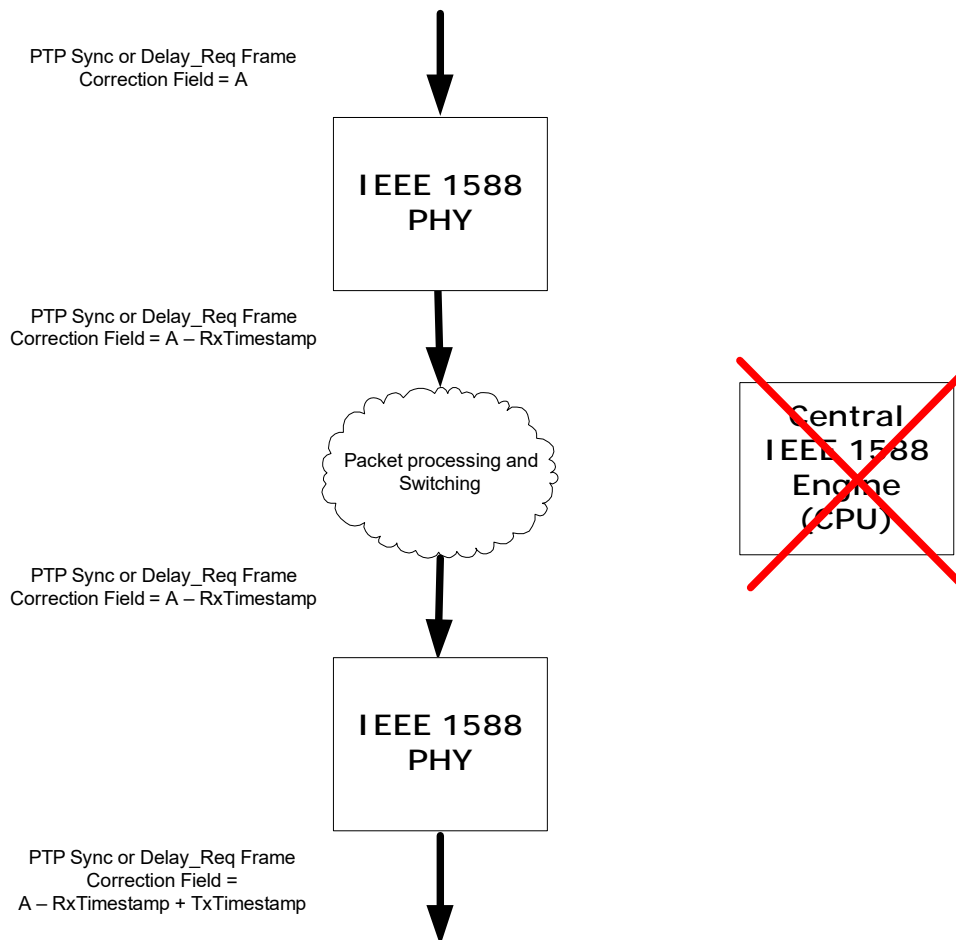 PTP Sync or Delay_Req Frame
Correction Field = A
IEEE 1588
PHY
PTP Sync or Delay_Req Frame
Correction Field = A – RxTimestamp
Packet processing and
Switching
Central
IEEE 1588
Engine
(CPU)
PTP Sync or Delay_Req Frame
Correction Field = A – RxTimestamp
IEEE 1588
PHY
PTP Sync or Delay_Req Frame
Correction Field =
A – RxTimestamp + TxTimestamp